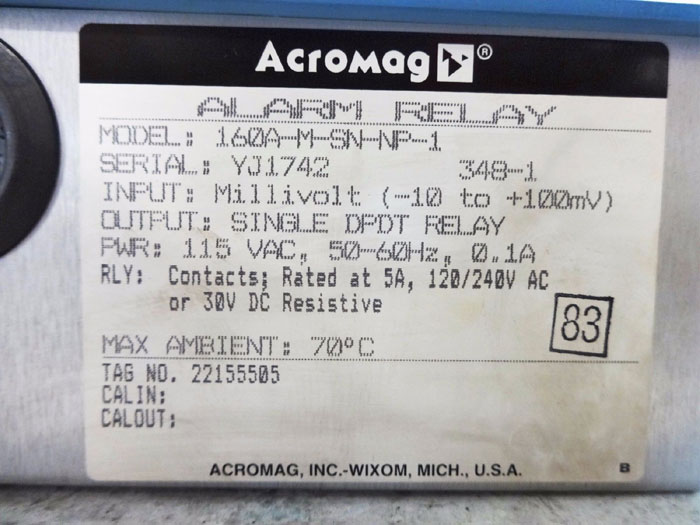 Acromag ®
ALARM RELAY
MODEL: 160A-M-SN-NP-1
SERIAL: YJ1742 348-1
INPUT: Millivolt (-10 to +100mV)
OUTPUT: SINGLE DPDT RELAY
PWR: 115 VAC, 50-60Hz, 0.1A
RLY: Contacts; Rated at 5A, 120/240V AC
or 30V DC Resistive
83
MAX AMBIENT: 70°C
TAG NO. 22155505
CALIN:
CALOUT:
ACROMAG, INC.-WIXOM, MICH., U.S.A. B